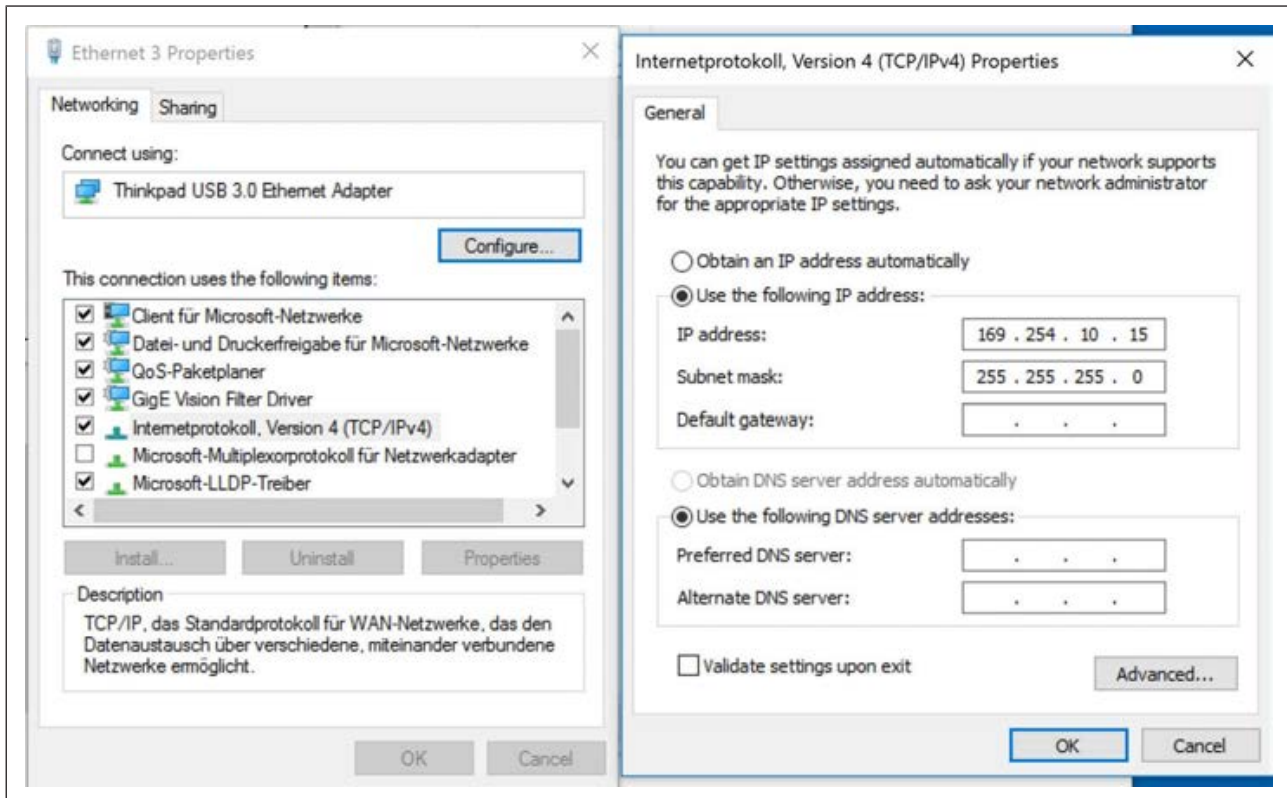 Ethernet 3 Properties
Networking
Sharing
Connect using:
Thinkpad USB 3.0 Ethernet Adapter
Configure...
This connection uses the following items:
Client für Microsoft-Netzwerke
Datei- und Druckerfreigabe für Microsoft-Netzwerke
QoS-Paketplaner
GigE Vision Filter Driver
Internetprotokoll, Version 4 (TCP/IPv4)
Microsoft-Multiplexorprotokoll für Netzwerkadapter
Microsoft-LLDP-Treiber
Install...
Uninstall
Properties
Description
TCP/IP, das Standardprotokoll für WAN-Netzwerke, das den
Datenaustausch über verschiedene, miteinander verbundene
Netzwerke ermöglicht.
OK
Cancel
Internetprotokoll, Version 4 (TCP/IPv4) Properties
General
You can get IP settings assigned automatically if your network supports
this capability. Otherwise, you need to ask your network administrator
for the appropriate IP settings.
Obtain an IP address automatically
Use the following IP address:
IP address: 169 . 254 . 10 . 15
Subnet mask: 255 . 255 . 255 . 0
Default gateway: . . .
Obtain DNS server address automatically
Use the following DNS server addresses:
Preferred DNS server: . . .
Alternate DNS server: . . .
Validate settings upon exit
Advanced...
OK
Cancel